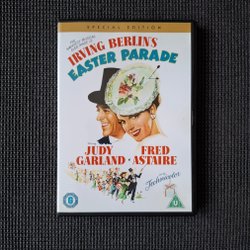 SPECIAL EDITION
IRVING BERLIN'S
EASTER PARADE
JUDY
GARLAND
FRED
ASTAIRE
Technicolor
U